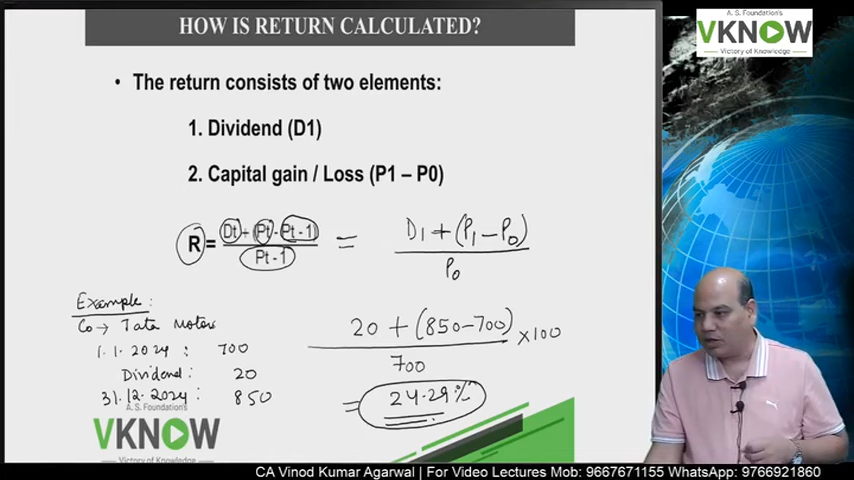 HOW IS RETURN CALCULATED?
A. S. Foundation's
VKNOW
Victory of Knowledge
• The return consists of two elements:
1. Dividend (D1)
2. Capital gain / Loss (P1 – P0)
R = Dt + (Pt - Pt - 1) / Pt - 1 = D1 + (P1 – P0) / P0
Example:
Co → Tata Motors
1.1.2024 : 700
Dividend : 20
31.12.2024 : 850
20 + (850-700) / 700 × 100
= 24.29%
A. S. Foundation's
VKNOW
Victory of Knowledge
CA Vinod Kumar Agarwal | For Video Lectures Mob: 9667671155 WhatsApp: 9766921860